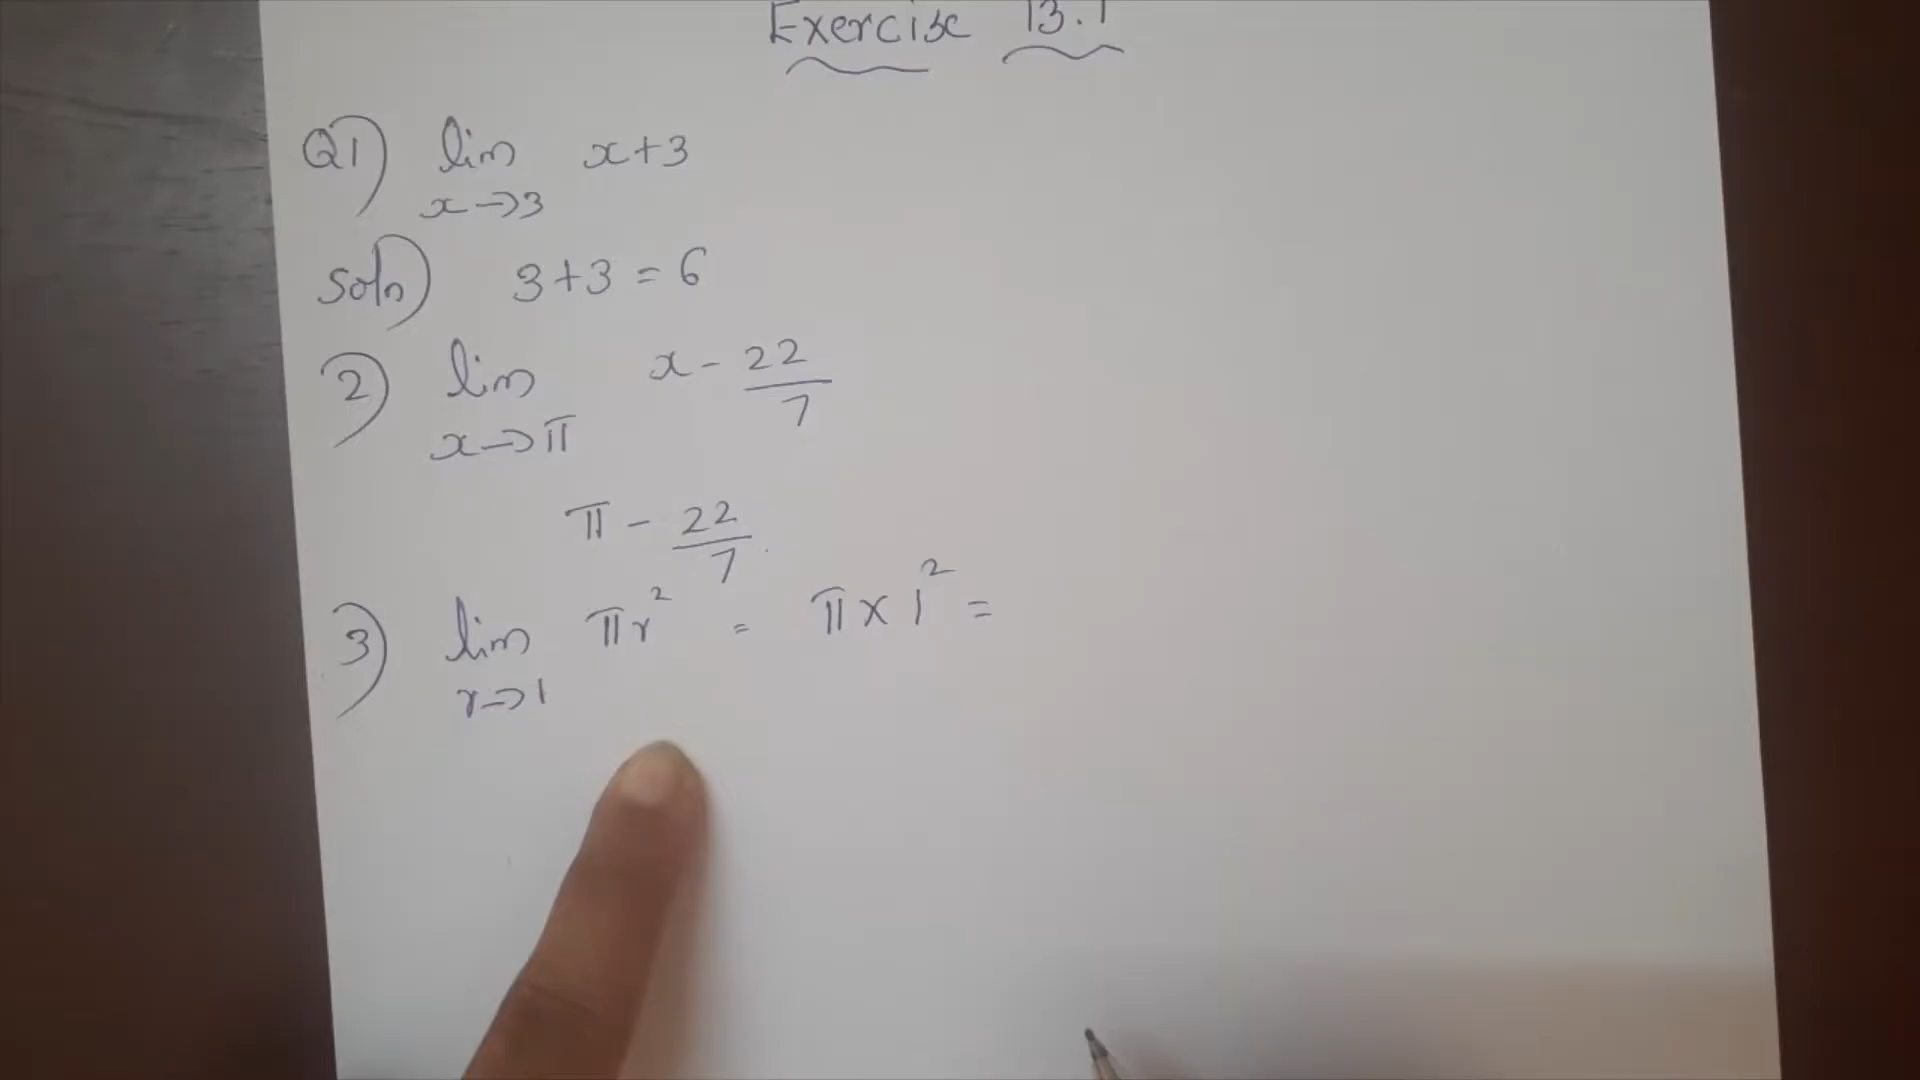 Exercise 13.1
Q1) lim x+3
x→3
Soln) 3+3 = 6
2) lim x - 22/7
x→π
π - 22/7
3) lim πr² = π×1² =
r→1